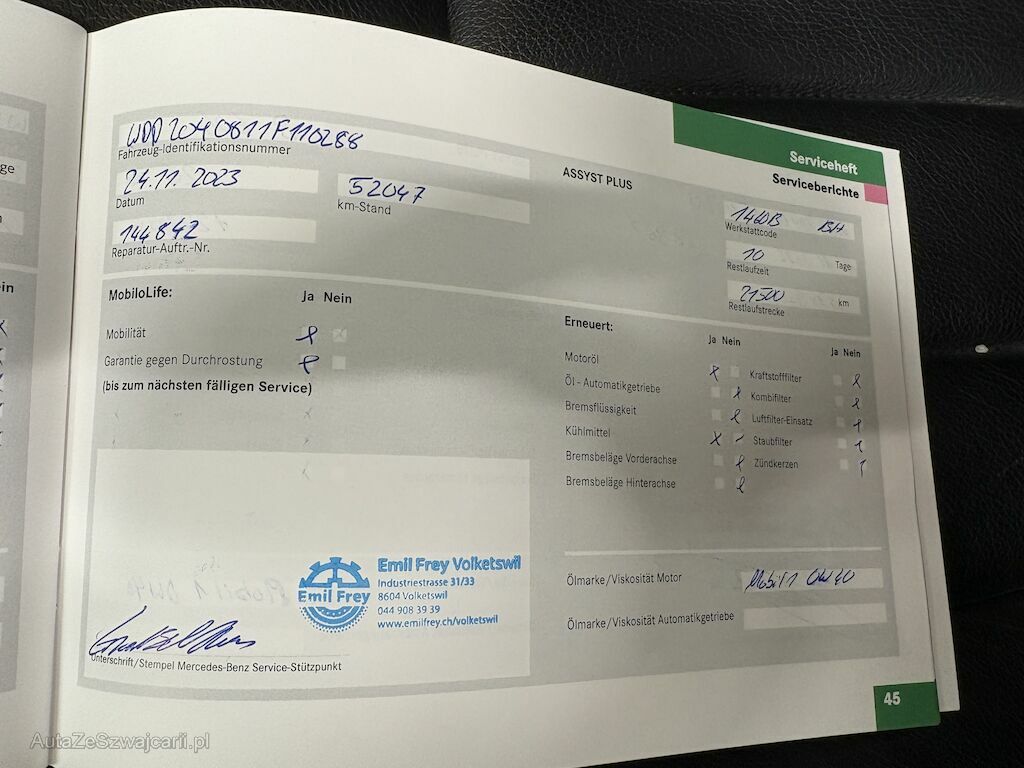 Serviceheft
Serviceberichte
WDD2040811F110288
Fahrzeug-Identifikationsnummer
24.11.2023
Datum
52047
km-Stand
144842
Reparatur-Auftr.-Nr.
ASSYST PLUS
Werkstattcode
10
Tage
Restlaufzeit
21500
km
Restlaufstrecke
MobiloLife:
Ja Nein
Mobilität
Garantie gegen Durchrostung
(bis zum nächsten fälligen Service)
Erneuert:
Ja Nein
Motoröl
Öl - Automatikgetriebe
Bremsflüssigkeit
Kühlmittel
Bremsbeläge Vorderachse
Bremsbeläge Hinterachse
Ja Nein
Kraftstofffilter
Kombifilter
Luftfilter-Einsatz
Staubfilter
Zündkerzen
Emil Frey
Emil Frey Volketswil
Industriestrasse 31/33
8604 Volketswil
044 908 39 39
www.emilfrey.ch/volketswil
Unterschrift/Stempel Mercedes-Benz Service-Stützpunkt
Ölmarke/Viskosität Motor
Mobil 1 0W40
Ölmarke/Viskosität Automatikgetriebe
45
AutaZeSzwajcarii.pl